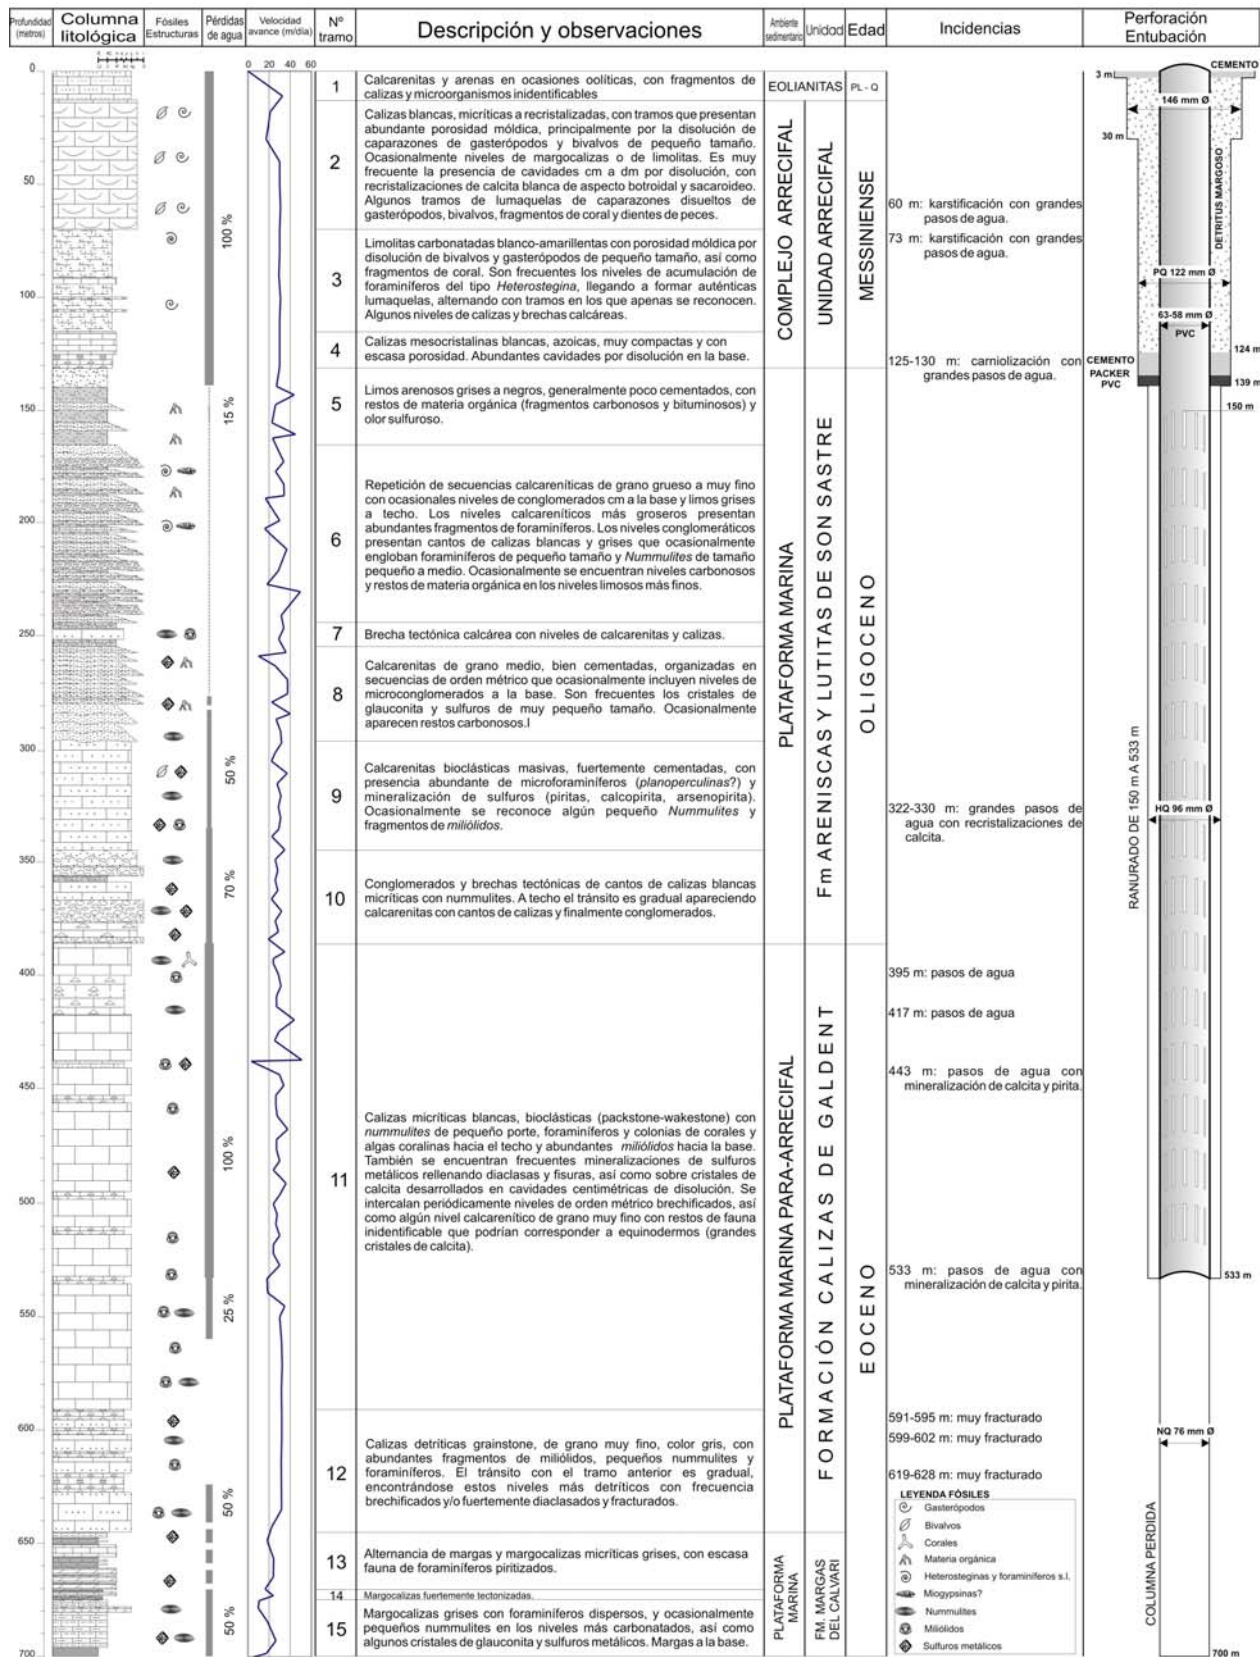 Profundidad (metros)
Columna litológica
Fósiles Estructuras
Pérdidas de agua
Velocidad avance (m/día)
Nº tramo
Descripción y observaciones
Ambiente sedimentario
Unidad
Edad
Incidencias
Perforación Entubación
0 20 40 60
0
50
100
150
200
250
300
350
400
450
500
550
600
650
700
100 %
15 %
50 %
70 %
100 %
25 %
50 %
50 %
1
Calcarenitas y arenas en ocasiones oolíticas, con fragmentos de
calizas y microorganismos inidentificables
2
Calizas blancas, micríticas a recristalizadas, con tramos que presentan
abundante porosidad móldica, principalmente por la disolución de
caparazones de gasterópodos y bivalvos de pequeño tamaño.
Ocasionalmente niveles de margocalizas o de limolitas. Es muy
frecuente la presencia de cavidades cm a dm por disolución, con
recristalizaciones de calcita blanca de aspecto botroidal y sacaroideo.
Algunos tramos de lumaquelas de caparazones disueltos de
gasterópodos, bivalvos, fragmentos de coral y dientes de peces.
3
Limolitas carbonatadas blanco-amarillentas con porosidad móldica por
disolución de bivalvos y gasterópodos de pequeño tamaño, así como
fragmentos de coral. Son frecuentes los niveles de acumulación de
foraminíferos del tipo Heterostegina, llegando a formar auténticas
lumaquelas, alternando con tramos en los que apenas se reconocen.
Algunos niveles de calizas y brechas calcáreas.
4
Calizas mesocristalinas blancas, azoicas, muy compactas y con
escasa porosidad. Abundantes cavidades por disolución en la base.
5
Limos arenosos grises a negros, generalmente poco cementados, con
restos de materia orgánica (fragmentos carbonosos y bituminosos) y
olor sulfuroso.
6
Repetición de secuencias calcareníticas de grano grueso a muy fino
con ocasionales niveles de conglomerados cm a la base y limos grises
a techo. Los niveles calcareníticos más groseros presentan
abundantes fragmentos de foraminíferos. Los niveles conglomeráticos
presentan cantos de calizas blancas y grises que ocasionalmente
engloban foraminíferos de pequeño tamaño y Nummulites de tamaño
pequeño a medio. Ocasionalmente se encuentran niveles carbonosos
y restos de materia orgánica en los niveles limosos más finos.
7
Brecha tectónica calcárea con niveles de calcarenitas y calizas.
8
Calcarenitas de grano medio, bien cementadas, organizadas en
secuencias de orden métrico que ocasionalmente incluyen niveles de
microconglomerados a la base. Son frecuentes los cristales de
glauconita y sulfuros de muy pequeño tamaño. Ocasionalmente
aparecen restos carbonosos.l
9
Calcarenitas bioclásticas masivas, fuertemente cementadas, con
presencia abundante de microforaminíferos (planoperculinas?) y
mineralización de sulfuros (piritas, calcopirita, arsenopirita).
Ocasionalmente se reconoce algún pequeño Nummulites y
fragmentos de miliólidos.
10
Conglomerados y brechas tectónicas de cantos de calizas blancas
micríticas con nummulites. A techo el tránsito es gradual apareciendo
calcarenitas con cantos de calizas y finalmente conglomerados.
11
Calizas micríticas blancas, bioclásticas (packstone-wakestone) con
nummulites de pequeño porte, foraminíferos y colonias de corales y
algas coralinas hacia el techo y abundantes miliólidos hacia la base.
También se encuentran frecuentes mineralizaciones de sulfuros
metálicos rellenando diaclasas y fisuras, así como sobre cristales de
calcita desarrollados en cavidades centimétricas de disolución. Se
intercalan periódicamente niveles de orden métrico brechificados, así
como algún nivel calcarenítico de grano muy fino con restos de fauna
inidentificable que podrían corresponder a equinodermos (grandes
cristales de calcita).
12
Calizas detríticas grainstone, de grano muy fino, color gris, con
abundantes fragmentos de miliólidos, pequeños nummulites y
foraminíferos. El tránsito con el tramo anterior es gradual,
encontrándose estos niveles más detríticos con frecuencia
brechificados y/o fuertemente diaclasados y fracturados.
13
Alternancia de margas y margocalizas micríticas grises, con escasa
fauna de foraminíferos piritizados.
14
Margocalizas fuertemente tectonizadas.
15
Margocalizas grises con foraminíferos dispersos, y ocasionalmente
pequeños nummulites en los niveles más carbonatados, así como
algunos cristales de glauconita y sulfuros metálicos. Margas a la base.
EOLIANITAS
COMPLEJO ARRECIFAL
PLATAFORMA MARINA
PLATAFORMA MARINA PARA-ARRECIFAL
PLATAFORMA
MARINA
UNIDAD ARRECIFAL
Fm ARENISCAS Y LUTITAS DE SON SASTRE
FORMACIÓN CALIZAS DE GALDENT
FM. MARGAS
DEL CALVARI
PL - Q
MESSINIENSE
OLIGOCENO
EOCENO
60 m: karstificación con grandes
pasos de agua.
73 m: karstificación con grandes
pasos de agua.
125-130 m: carniolización con
grandes pasos de agua.
322-330 m: grandes pasos de
agua con recristalizaciones de
calcita.
395 m: pasos de agua
417 m: pasos de agua
443 m: pasos de agua con
mineralización de calcita y pirita.
533 m: pasos de agua con
mineralización de calcita y pirita.
591-595 m: muy fracturado
599-602 m: muy fracturado
619-628 m: muy fracturado
LEYENDA FÓSILES
Gasterópodos
Bivalvos
Corales
Materia orgánica
Heterosteginas y foraminíferos s.l.
Miogypsinas?
Nummulites
Miliólidos
Sulfuros metálicos
CEMENTO
3 m
146 mm Ø
30 m
DETRITUS MARGOSO
PQ 122 mm Ø
63-58 mm Ø
PVC
124 m
CEMENTO
PACKER
PVC
139 m
150 m
RANURADO DE 150 m A 533 m
HQ 96 mm Ø
533 m
NQ 76 mm Ø
COLUMNA PERDIDA
700 m